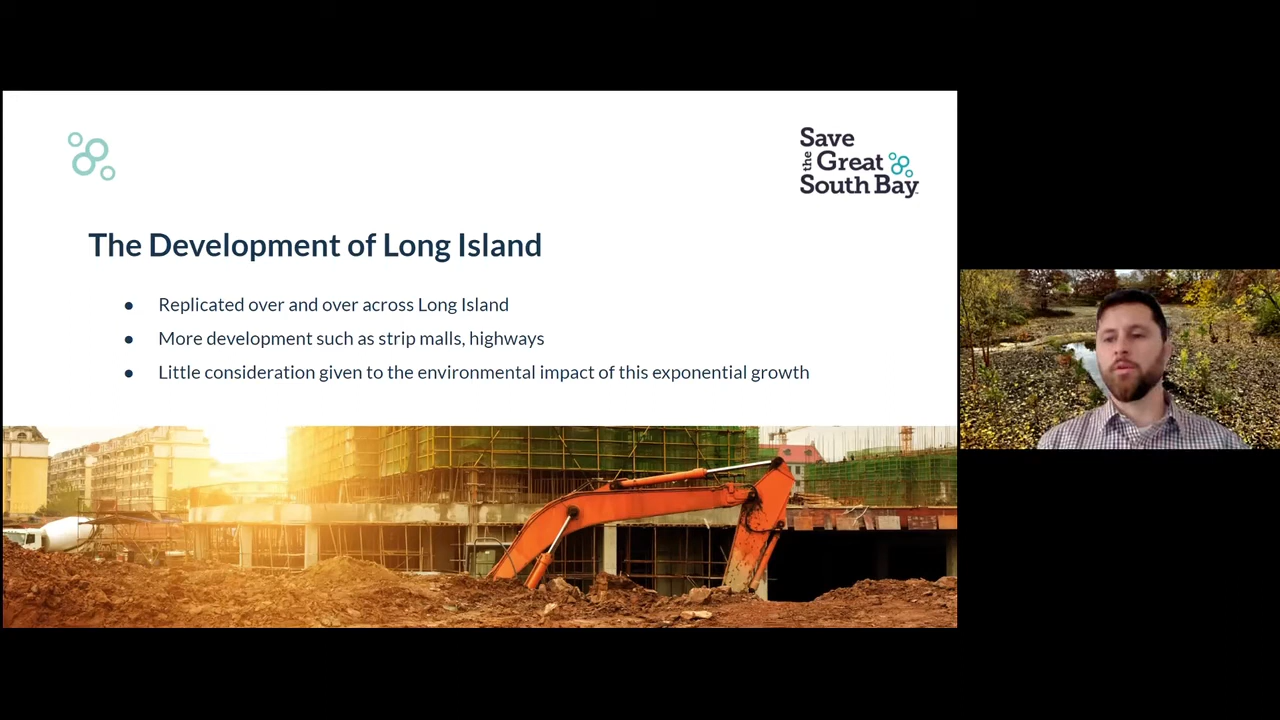 Save
the Great
South Bay
The Development of Long Island
● Replicated over and over across Long Island
● More development such as strip malls, highways
● Little consideration given to the environmental impact of this exponential growth